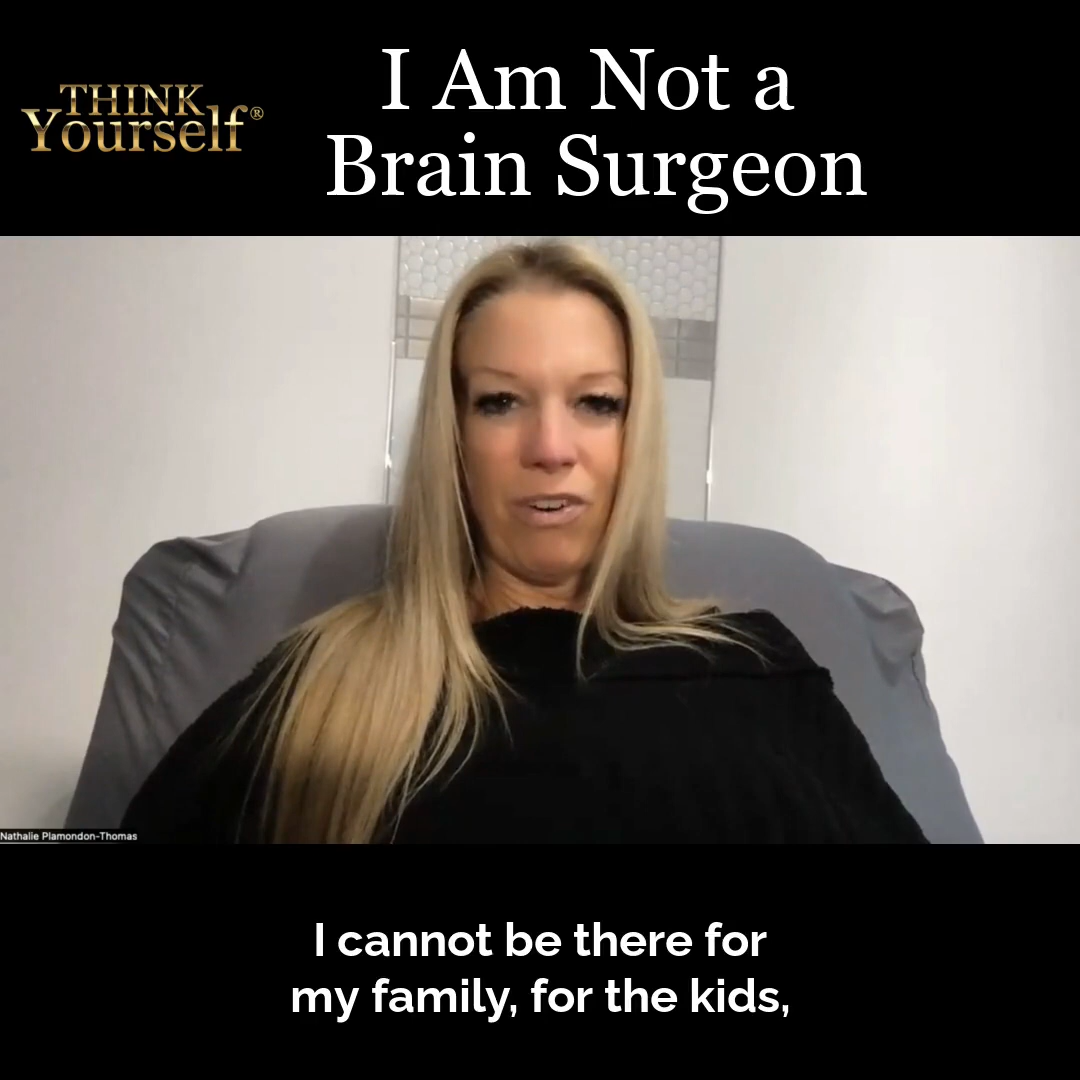 THINK
Yourself®
I Am Not a
Brain Surgeon
Nathalie Plamondon-Thomas
I cannot be there for
my family, for the kids,